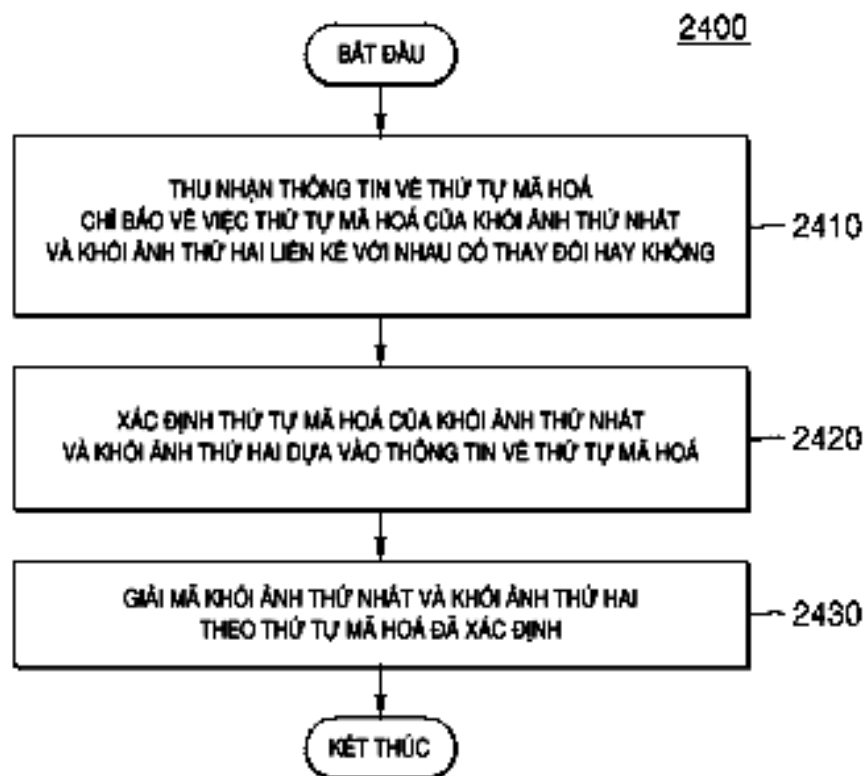 2400
BẮT ĐẦU
THU NHẬN THÔNG TIN VỀ THỨ TỰ MÃ HOÁ
CHỈ BÁO VỀ VIỆC THỨ TỰ MÃ HOÁ CỦA KHỐI ẢNH THỨ NHẤT
VÀ KHỐI ẢNH THỨ HAI LIỀN KỀ VỚI NHAU CÓ THAY ĐỔI HAY KHÔNG
2410
XÁC ĐỊNH THỨ TỰ MÃ HOÁ CỦA KHỐI ẢNH THỨ NHẤT
VÀ KHỐI ẢNH THỨ HAI DỰA VÀO THÔNG TIN VỀ THỨ TỰ MÃ HOÁ
2420
GIẢI MÃ KHỐI ẢNH THỨ NHẤT VÀ KHỐI ẢNH THỨ HAI
THEO THỨ TỰ MÃ HOÁ ĐÃ XÁC ĐỊNH
2430
KẾT THÚC